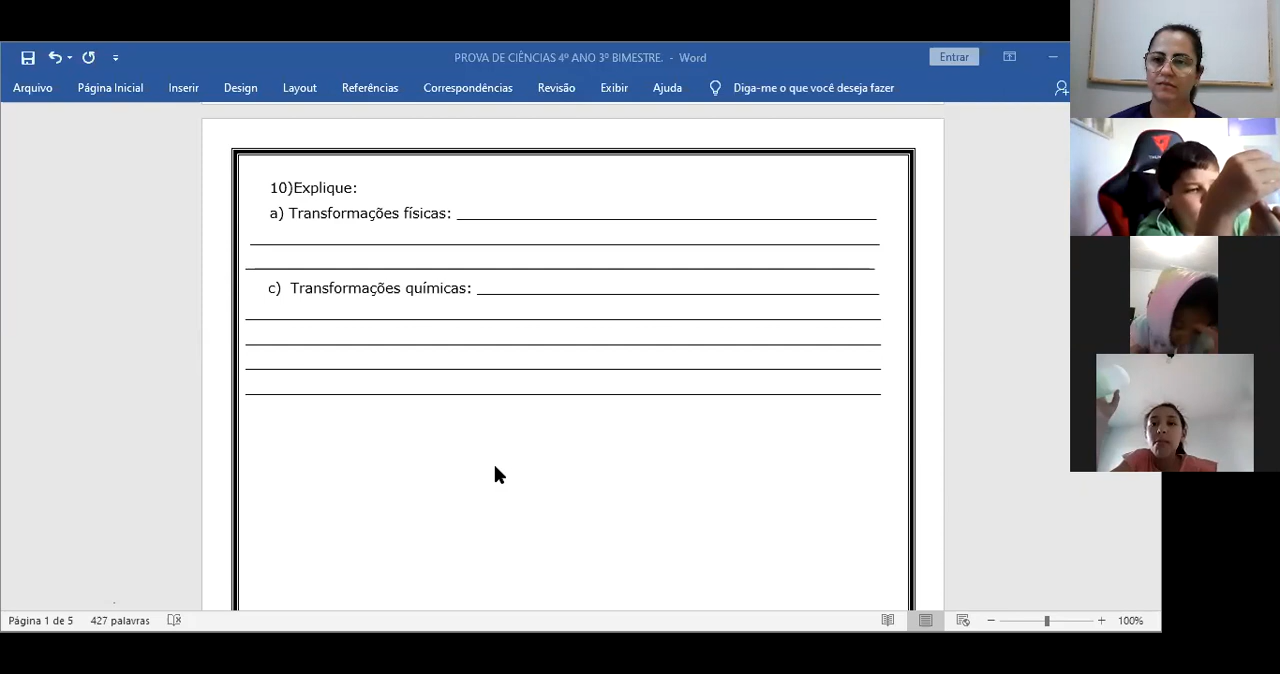 PROVA DE CIÊNCIAS 4º ANO 3º BIMESTRE. - Word
Entrar
Arquivo Página Inicial Inserir Design Layout Referências Correspondências Revisão Exibir Ajuda Diga-me o que você deseja fazer
10)Explique:
a) Transformações físicas:
c) Transformações químicas:
Página 1 de 5 427 palavras 100%